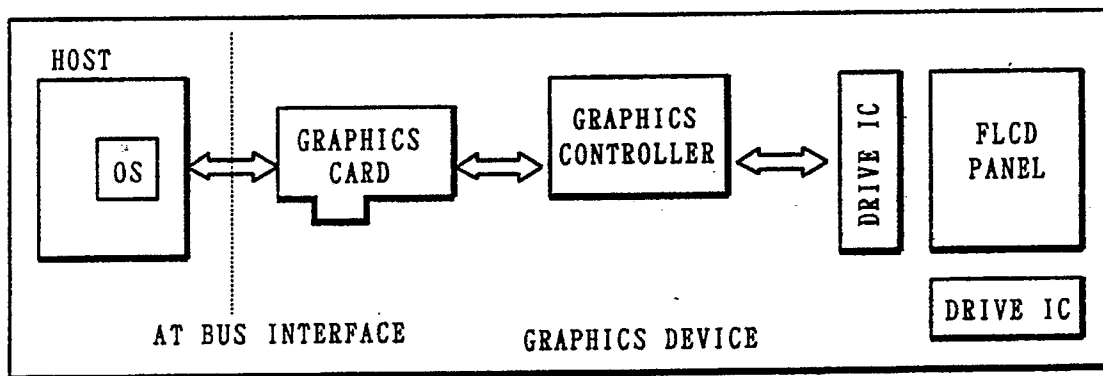 HOST
OS
GRAPHICS
CARD
GRAPHICS
CONTROLLER
DRIVE IC
FLCD
PANEL
DRIVE IC
AT BUS INTERFACE
GRAPHICS DEVICE